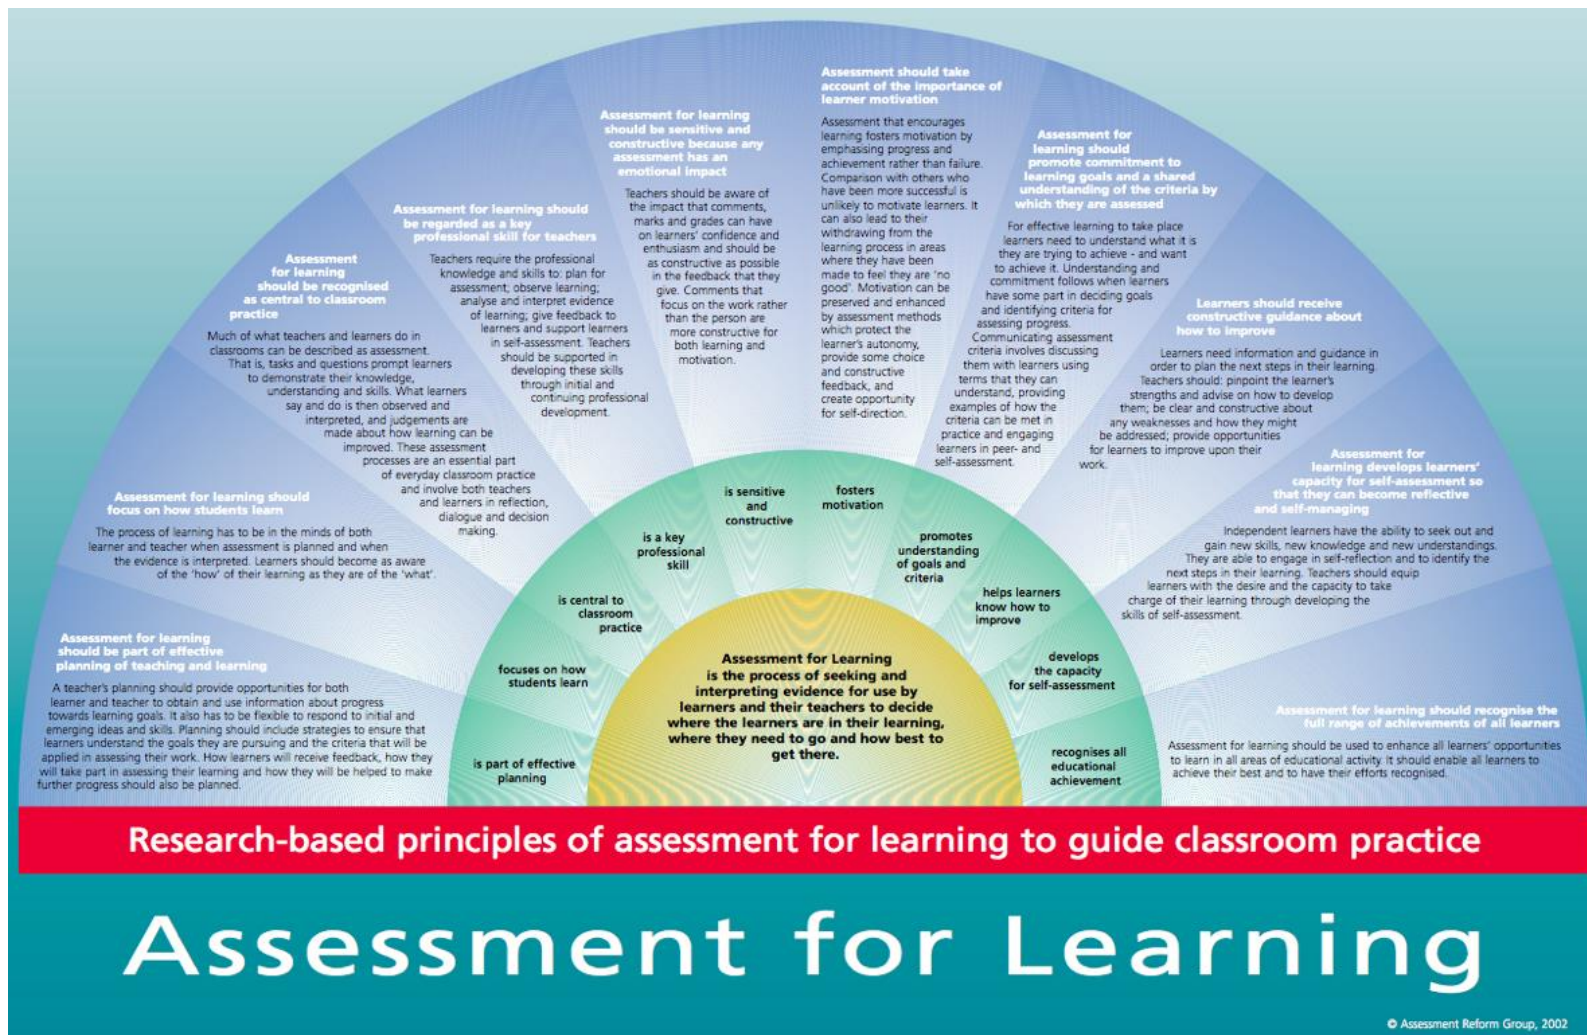 Assessment for learning
should be part of effective
planning of teaching and learning
A teacher's planning should provide opportunities for both
learner and teacher to obtain and use information about progress
towards learning goals. It also has to be flexible to respond to initial and
emerging ideas and skills. Planning should include strategies to ensure that
learners understand the goals they are pursuing and the criteria that will be
applied in assessing their work. How learners will receive feedback, how they
will take part in assessing their learning and how they will be helped to make
further progress should also be planned.
Assessment for learning should
focus on how students learn
The process of learning has to be in the minds of both
learner and teacher when assessment is planned and when
the evidence is interpreted. Learners should become as aware
of the 'how' of their learning as they are of the 'what'.
Assessment
for learning
should be recognised
as central to classroom
practice
Much of what teachers and learners do in
classrooms can be described as assessment.
That is, tasks and questions prompt learners
to demonstrate their knowledge,
understanding and skills. What learners
say and do is then observed and
interpreted, and judgements are
made about how learning can be
improved. These assessment
processes are an essential part
of everyday classroom practice
and involve both teachers
and learners in reflection,
dialogue and decision
making.
Assessment for learning should
be regarded as a key
professional skill for teachers
Teachers require the professional
knowledge and skills to: plan for
assessment; observe learning;
analyse and interpret evidence
of learning; give feedback to
learners and support learners
in self-assessment. Teachers
should be supported in
developing these skills
through initial and
continuing professional
development.
Assessment for learning
should be sensitive and
constructive because any
assessment has an
emotional impact
Teachers should be aware of
the impact that comments,
marks and grades can have
on learners' confidence and
enthusiasm and should be
as constructive as possible
in the feedback that they
give. Comments that
focus on the work rather
than the person are
more constructive for
both learning and
motivation.
Assessment should take
account of the importance of
learner motivation
Assessment that encourages
learning fosters motivation by
emphasising progress and
achievement rather than failure.
Comparison with others who
have been more successful is
unlikely to motivate learners. It
can also lead to their
withdrawing from the
learning process in areas
where they have been
made to feel they are 'no
good'. Motivation can be
preserved and enhanced
by assessment methods
which protect the
learner's autonomy,
provide some choice
and constructive
feedback, and
create opportunity
for self-direction.
Assessment for
learning should
promote commitment to
learning goals and a shared
understanding of the criteria by
which they are assessed
For effective learning to take place
learners need to understand what it is
they are trying to achieve - and want
to achieve it. Understanding and
commitment follows when learners
have some part in deciding goals
and identifying criteria for
assessing progress.
Communicating assessment
criteria involves discussing
them with learners using
terms that they can
understand, providing
examples of how the
criteria can be met in
practice and engaging
learners in peer- and
self-assessment.
Learners should receive
constructive guidance about
how to improve
Learners need information and guidance in
order to plan the next steps in their learning.
Teachers should: pinpoint the learner's
strengths and advise on how to develop
them; be clear and constructive about
any weaknesses and how they might
be addressed; provide opportunities
for learners to improve upon their
work.
Assessment for
learning develops learners'
capacity for self-assessment so
that they can become reflective
and self-managing
Independent learners have the ability to seek out and
gain new skills, new knowledge and new understandings.
They are able to engage in self-reflection and to identify the
next steps in their learning. Teachers should equip
learners with the desire and the capacity to take
charge of their learning through developing the
skills of self-assessment.
Assessment for learning should recognise the
full range of achievements of all learners
Assessment for learning should be used to enhance all learners' opportunities
to learn in all areas of educational activity. It should enable all learners to
achieve their best and to have their efforts recognised.
is part of effective
planning
focuses on how
students learn
is central to
classroom
practice
is a key
professional
skill
is sensitive
and
constructive
fosters
motivation
promotes
understanding
of goals and
criteria
helps learners
know how to
improve
develops
the capacity
for self-assessment
recognises all
educational
achievement
Assessment for Learning
is the process of seeking and
interpreting evidence for use by
learners and their teachers to decide
where the learners are in their learning,
where they need to go and how best to
get there.
Research-based principles of assessment for learning to guide classroom practice
Assessment for Learning
© Assessment Reform Group, 2002